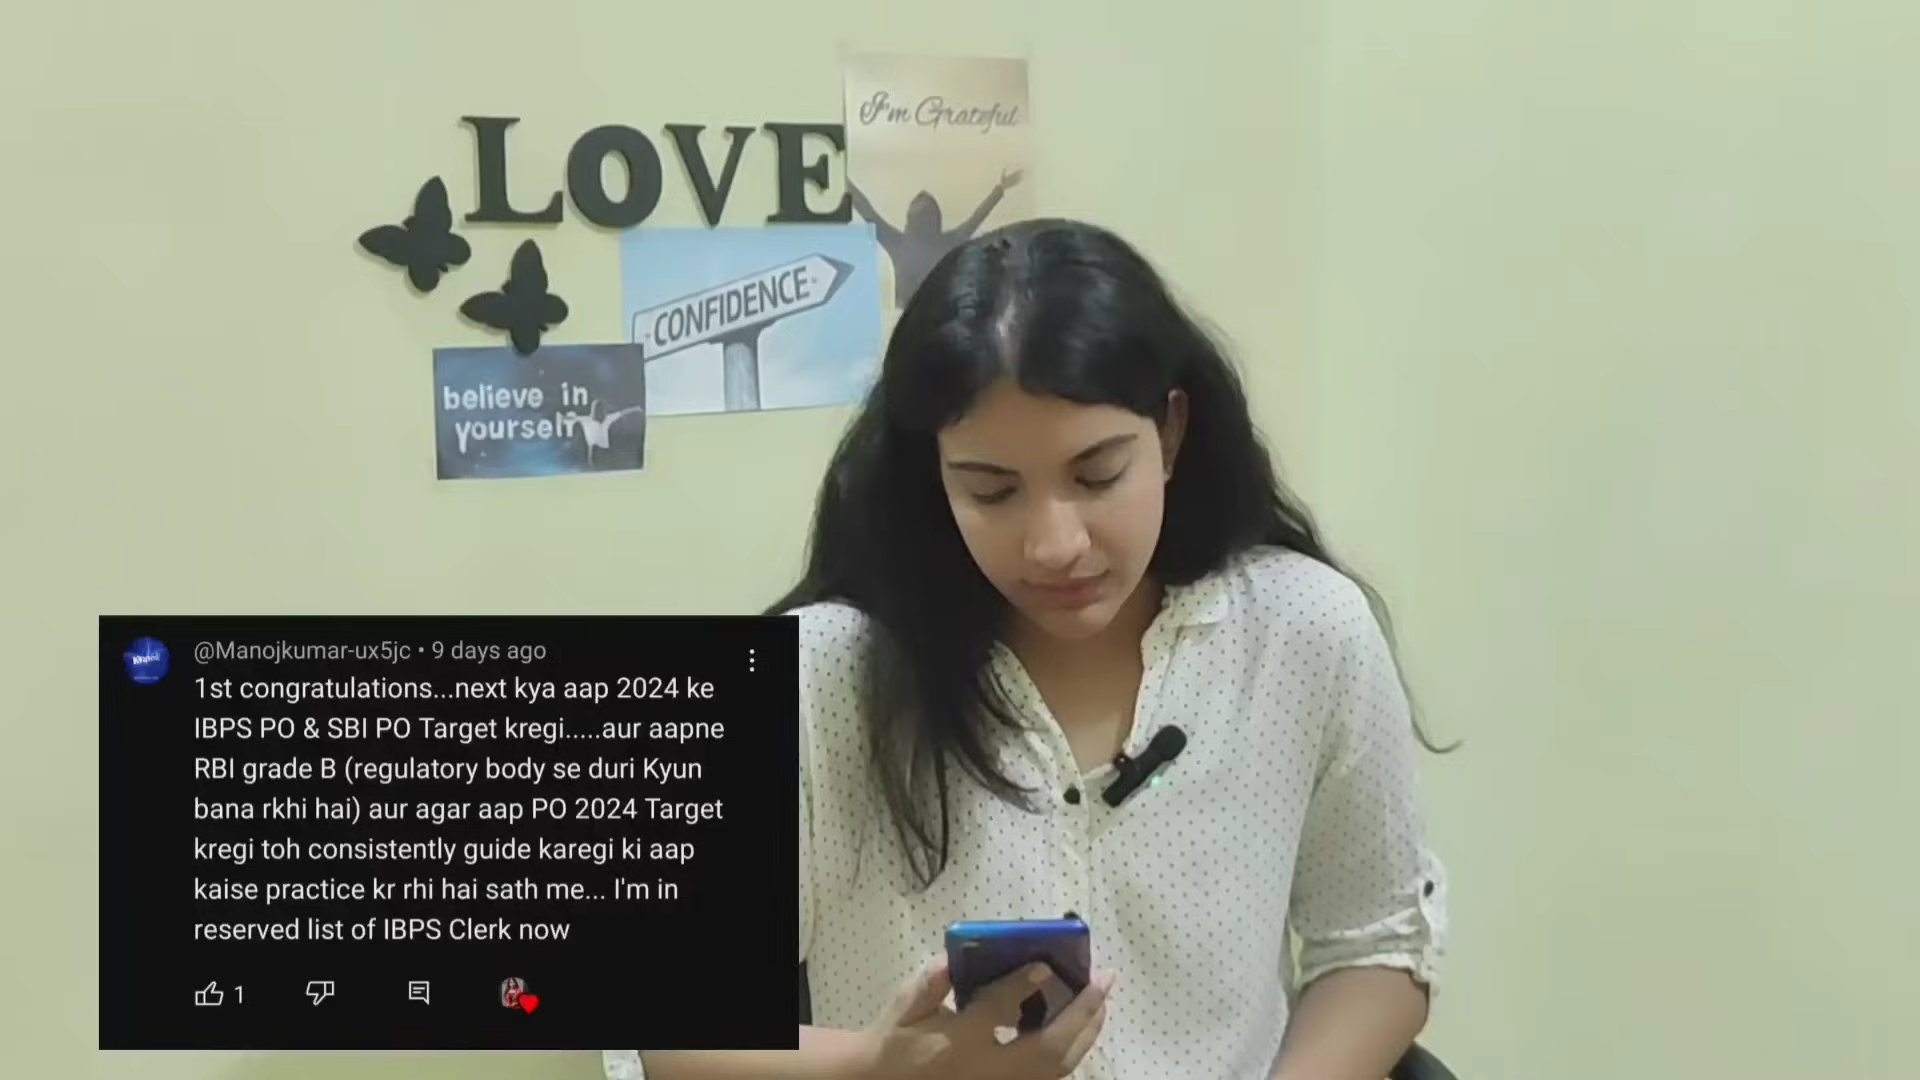 I'm Grateful
LOVE
CONFIDENCE
believe in
yourself
@Manojkumar-ux5jc • 9 days ago
1st congratulations...next kya aap 2024 ke
IBPS PO & SBI PO Target kregi.....aur aapne
RBI grade B (regulatory body se duri Kyun
bana rkhi hai) aur agar aap PO 2024 Target
kregi toh consistently guide karegi ki aap
kaise practice kr rhi hai sath me... I'm in
reserved list of IBPS Clerk now
1